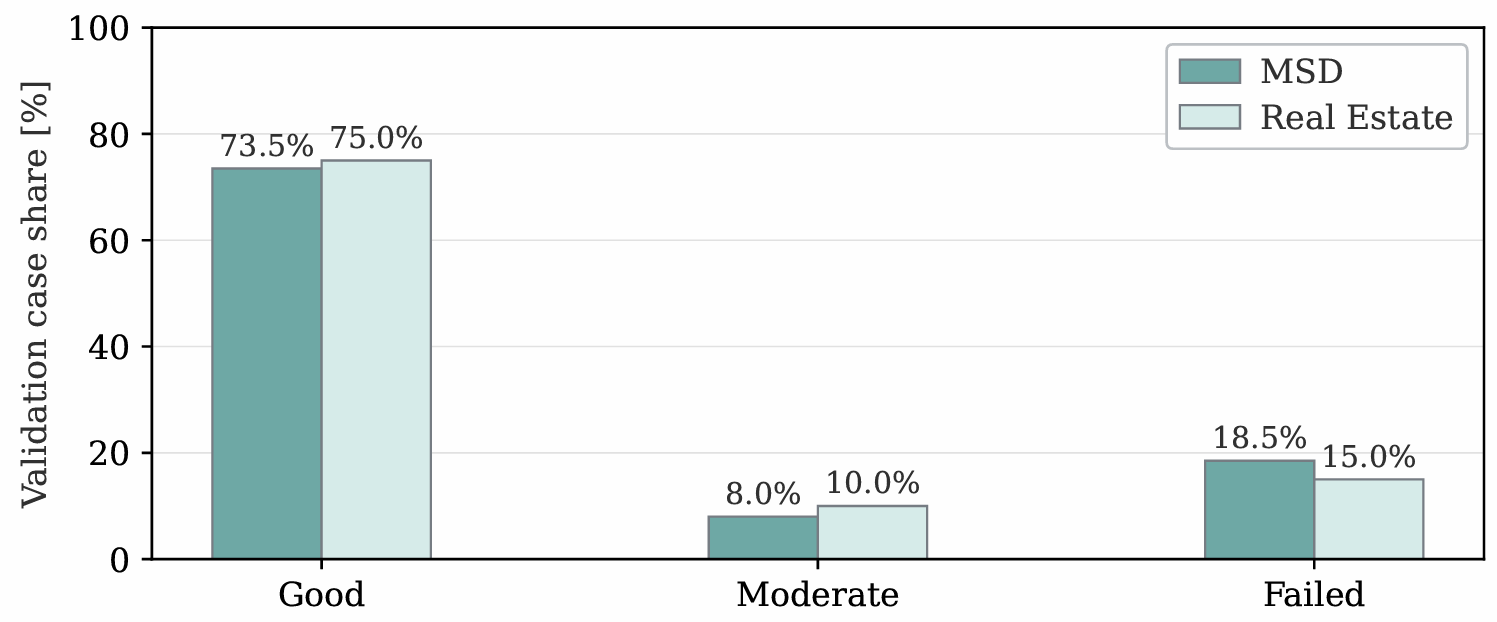 Validation case share [%]
100
80
60
40
20
0
MSD
Real Estate
73.5% 75.0%
8.0% 10.0%
18.5% 15.0%
Good Moderate Failed